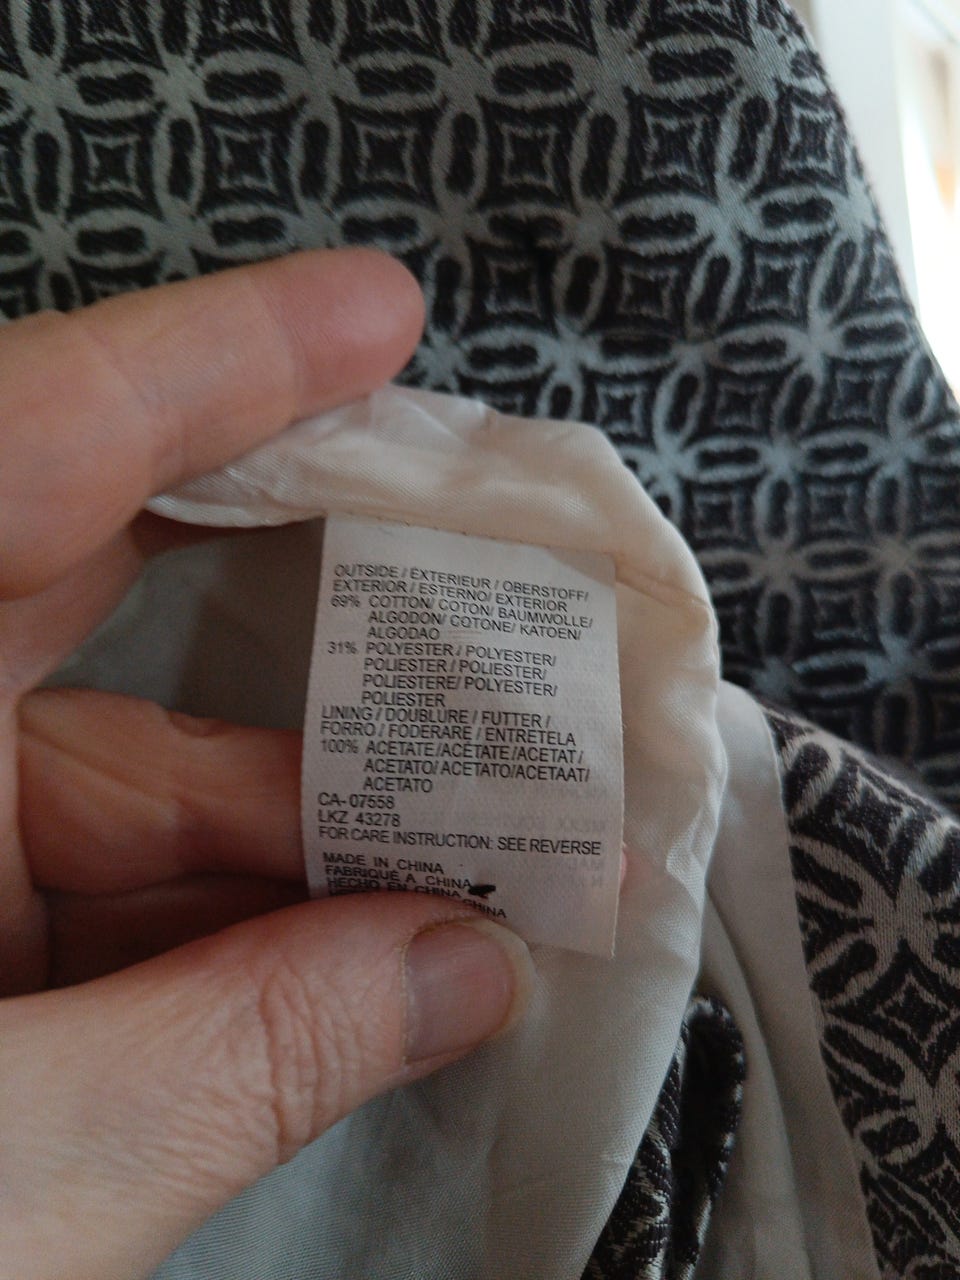 OUTSIDE / EXTERIEUR / OBERSTOFF/
EXTERIOR / ESTERNO/ EXTERIOR
69% COTTON/ COTON/ BAUMWOLLE/
ALGODON/ COTONE/ KATOEN/
ALGODAO
31% POLYESTER / POLYESTER/
POLIESTER / POLIESTER/
POLIESTERE/ POLYESTER/
POLIESTER
LINING / DOUBLURE / FUTTER /
FORRO / FODERARE / ENTRETELA
100% ACETATE /ACÉTATE /ACETAT /
ACETATO/ ACETATO/ACETAAT/
ACETATO
CA- 07558
LKZ 43278
FOR CARE INSTRUCTION: SEE REVERSE
MADE IN CHINA
FABRIQUÉ A CHINA
HECHO EN CHINA
CHINA